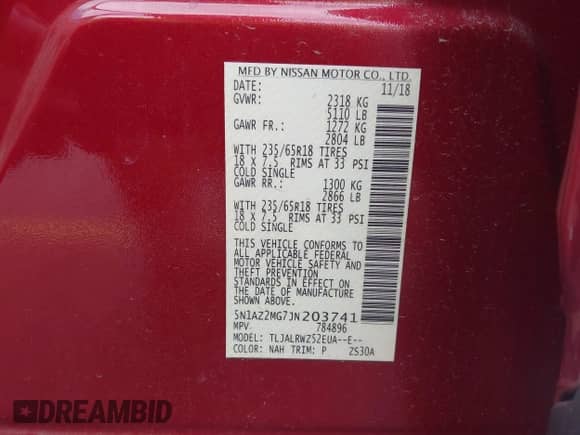 MFD BY NISSAN MOTOR CO., LTD.
DATE: 11/18
GVWR: 2318 KG
5110 LB
GAWR FR.: 1272 KG
2804 LB
WITH 235/65R18 TIRES
18 X 7.5 RIMS AT 33 PSI
COLD SINGLE
GAWR RR.: 1300 KG
2866 LB
WITH 235/65R18 TIRES
18 X 7.5 RIMS AT 33 PSI
COLD SINGLE
THIS VEHICLE CONFORMS TO
ALL APPLICABLE FEDERAL
MOTOR VEHICLE SAFETY AND
THEFT PREVENTION
STANDARDS IN EFFECT ON
THE DATE OF MANUFACTURE
SHOWN ABOVE.
5N1AZ2MG7JN203741
MPV 784896
MODEL: TLJALRWZ52EUA--E--
COLOR: NAH TRIM: P ZS30A
DREAMBID